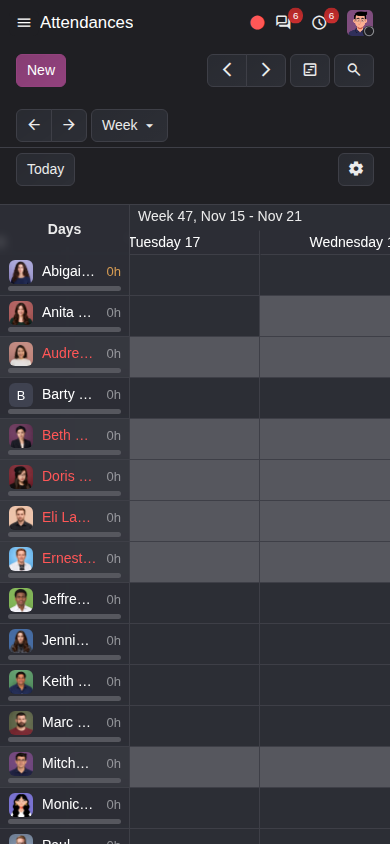 Attendances
6
6
New
Week
Today
Days
Week 47, Nov 15 - Nov 21
Tuesday 17
Wednesday 1
Abigai... 0h
Anita ... 0h
Audre... 0h
B Barty ... 0h
Beth ... 0h
Doris ... 0h
Eli La... 0h
Ernest... 0h
Jeffre... 0h
Jenni... 0h
Keith ... 0h
Marc ... 0h
Mitch... 0h
Monic... 0h